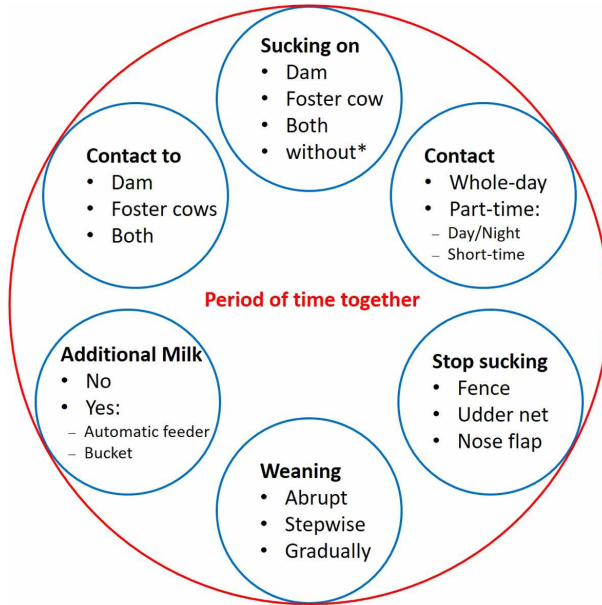 Sucking on
• Dam
• Foster cow
• Both
• without*
Contact to
• Dam
• Foster cows
• Both
Contact
• Whole-day
• Part-time:
– Day/Night
– Short-time
Period of time together
Additional Milk
• No
• Yes:
– Automatic feeder
– Bucket
Stop sucking
• Fence
• Udder net
• Nose flap
Weaning
• Abrupt
• Stepwise
• Gradually